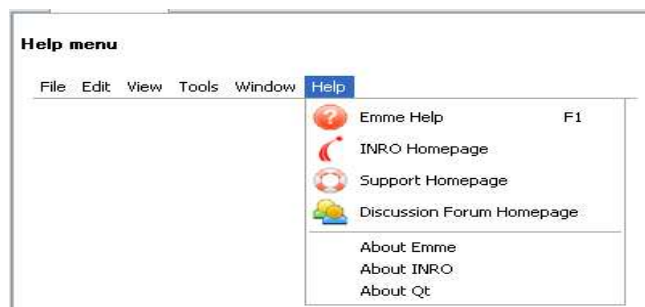 Help menu
File Edit View Tools Window Help
Emme Help F1
INRO Homepage
Support Homepage
Discussion Forum Homepage
About Emme
About INRO
About Qt